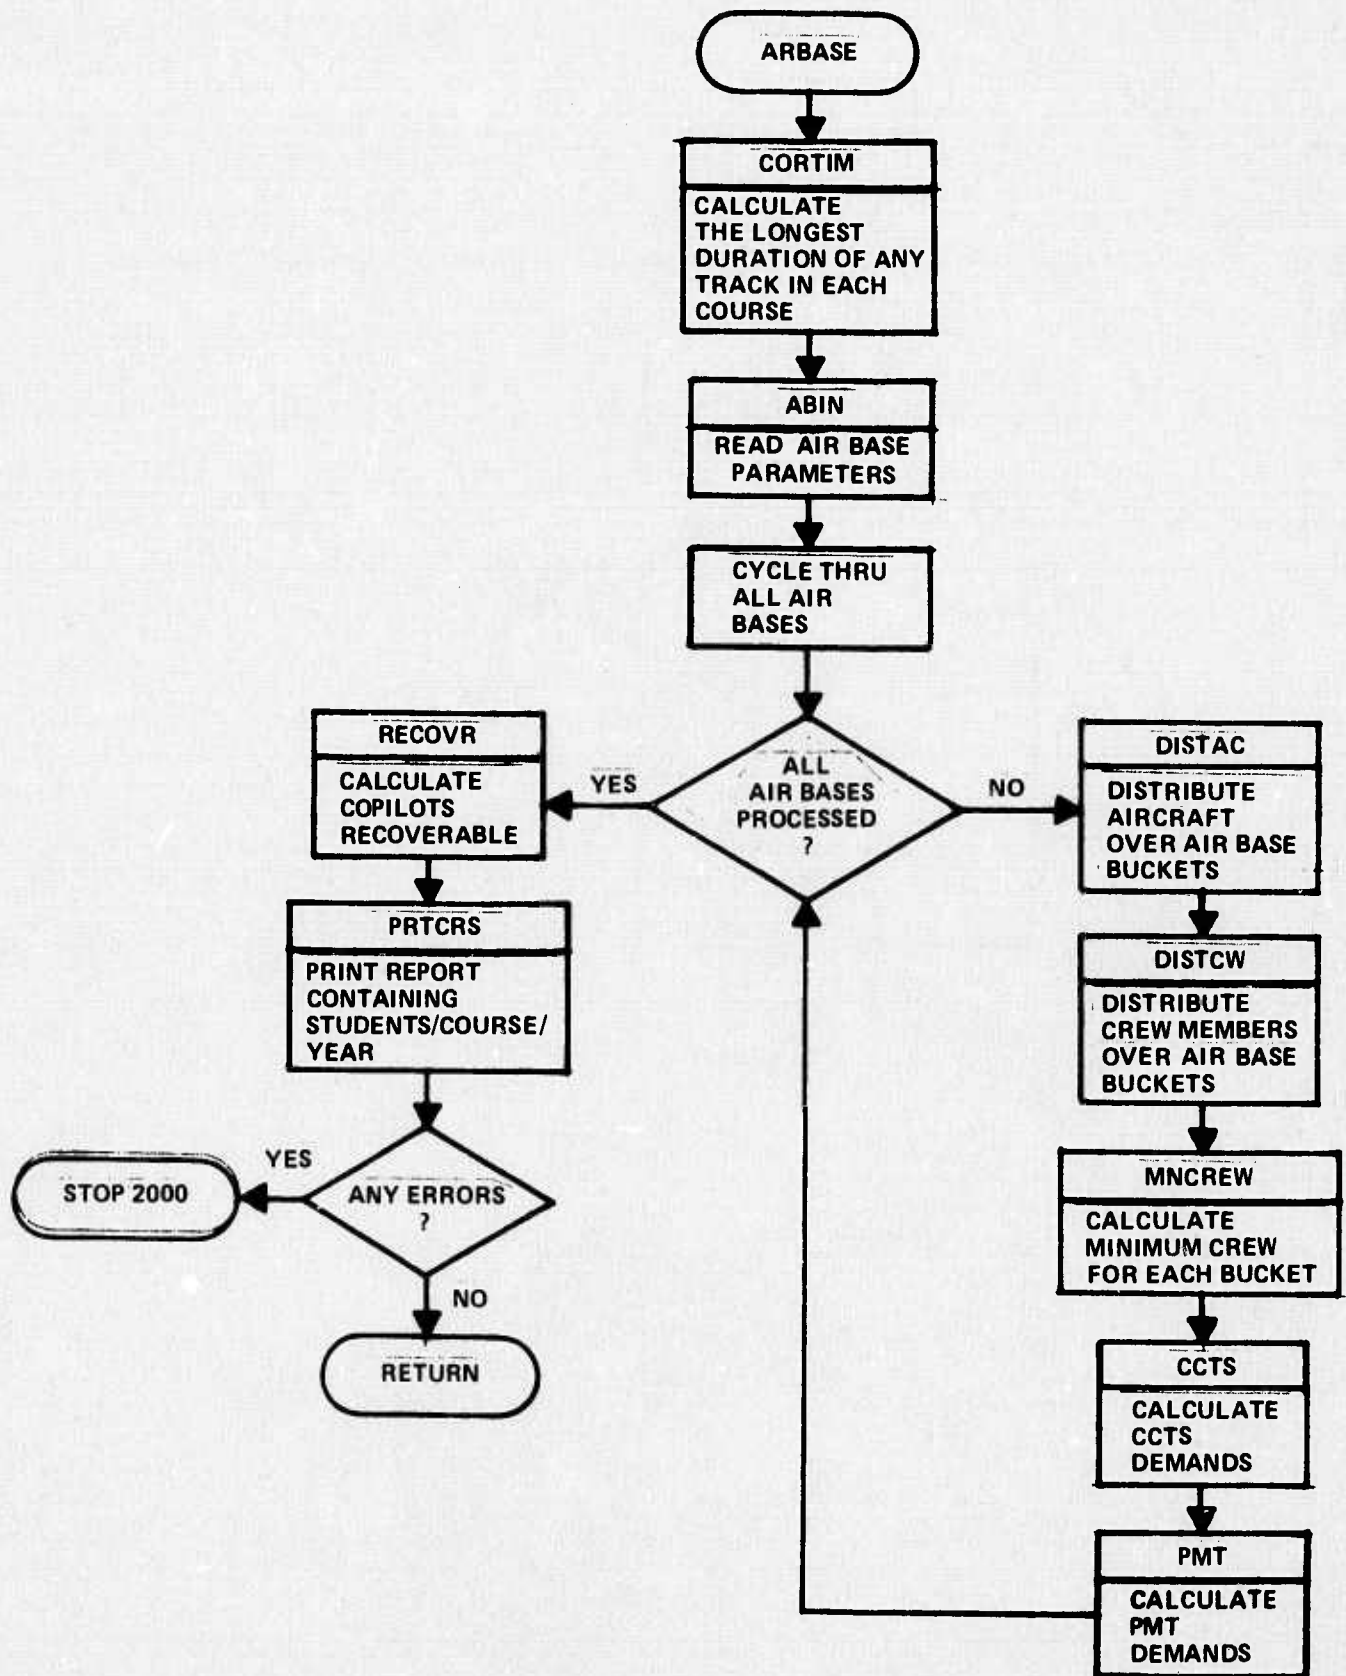 ARBASE
CORTIM
CALCULATE
THE LONGEST
DURATION OF ANY
TRACK IN EACH
COURSE
ABIN
READ AIR BASE
PARAMETERS
CYCLE THRU
ALL AIR
BASES
ALL
AIR BASES
PROCESSED
?
YES
NO
RECOVR
CALCULATE
COPILOTS
RECOVERABLE
PRTCRS
PRINT REPORT
CONTAINING
STUDENTS/COURSE/
YEAR
ANY ERRORS
?
YES
STOP 2000
NO
RETURN
DISTAC
DISTRIBUTE
AIRCRAFT
OVER AIR BASE
BUCKETS
DISTCW
DISTRIBUTE
CREW MEMBERS
OVER AIR BASE
BUCKETS
MNCREW
CALCULATE
MINIMUM CREW
FOR EACH BUCKET
CCTS
CALCULATE
CCTS
DEMANDS
PMT
CALCULATE
PMT
DEMANDS